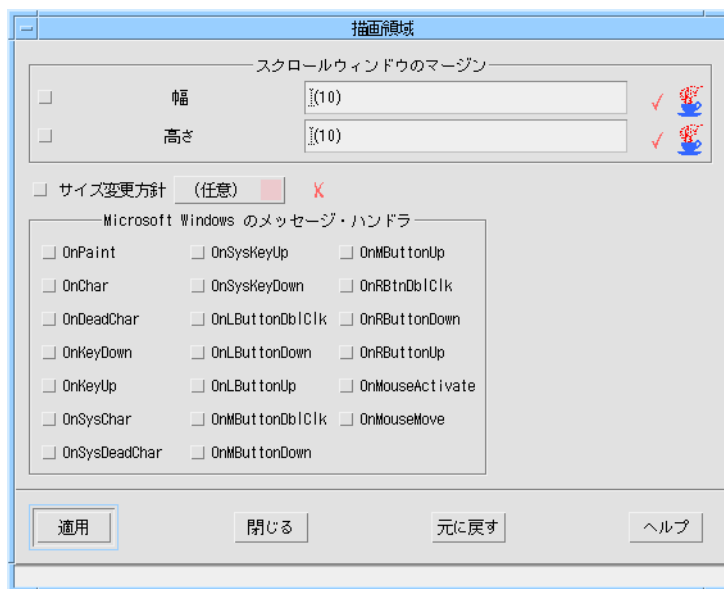 描画領域
スクロールウィンドウのマージン
幅 (10)
高さ (10)
サイズ変更方針 (任意)
Microsoft Windows のメッセージ・ハンドラ
OnPaint OnSysKeyUp OnMButtonUp
OnChar OnSysKeyDown OnRBtnDblClk
OnDeadChar OnLButtonDblClk OnRButtonDown
OnKeyDown OnLButtonDown OnRButtonUp
OnKeyUp OnLButtonUp OnMouseActivate
OnSysChar OnMButtonDblClk OnMouseMove
OnSysDeadChar OnMButtonDown
適用 閉じる 元に戻す ヘルプ